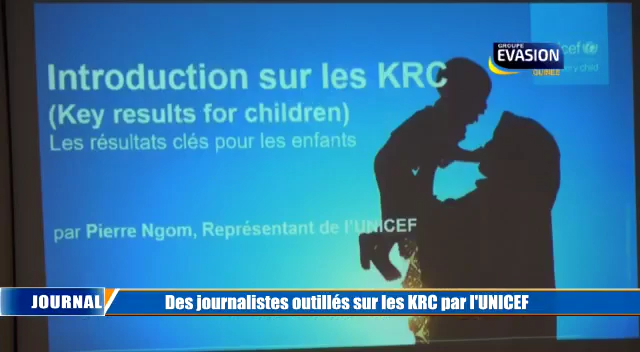 GROUPE
EVASION
GUINEE
Introduction sur les KRC
(Key results for children)
Les résultats clés pour les enfants
par Pierre Ngom, Représentant de l'UNICEF
JOURNAL
Des journalistes outillés sur les KRC par l'UNICEF